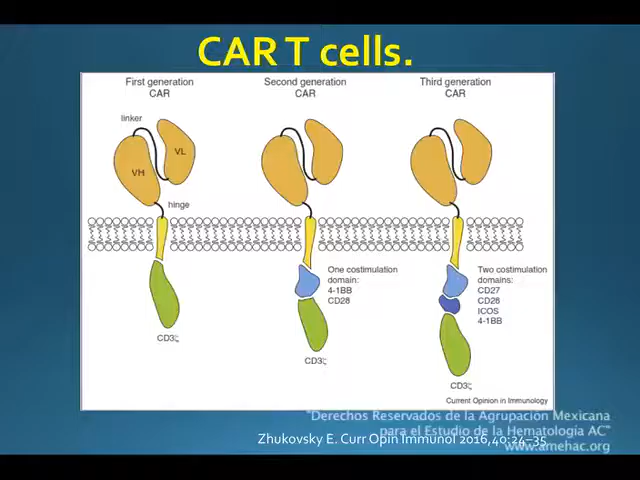 CAR T cells.
First generation
CAR
Second generation
CAR
Third generation
CAR
linker
VL
VH
hinge
One costimulation
domain:
4-1BB
CD28
Two costimulation
domains:
CD27
CD28
ICOS
4-1BB
CD3ζ
CD3ζ
CD3ζ
Current Opinion in Immunology
"Derechos Reservados de la Agrupación Mexicana
para el Estudio de la Hematología AC"
Zhukovsky E. Curr Opin Immunol 2016,40:24–35
www.amehac.org